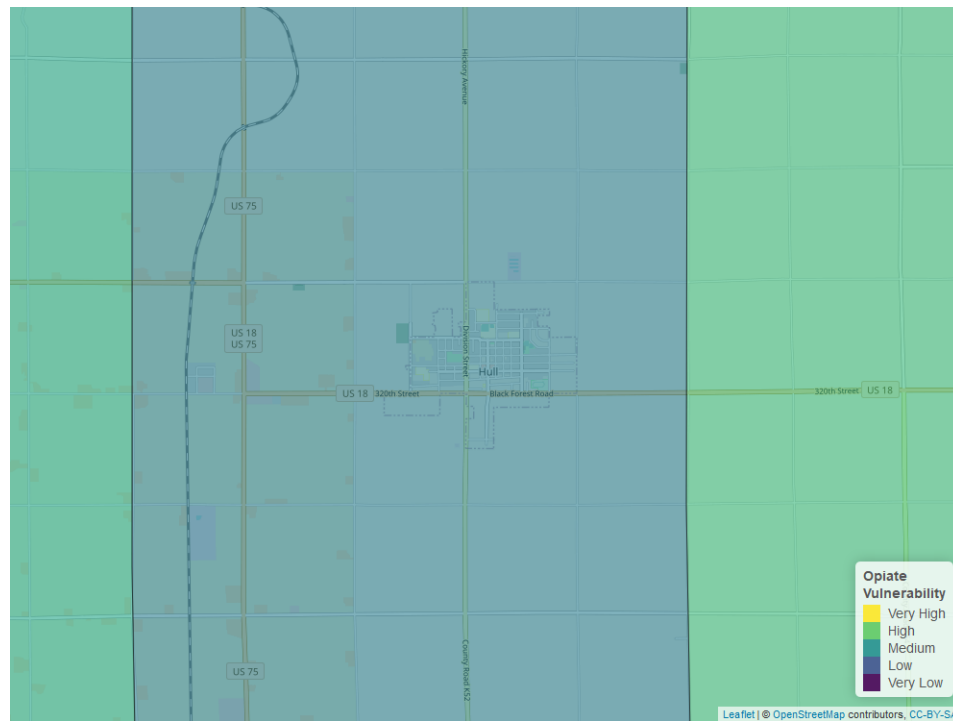 Hickory Avenue
US 75
US 18
US 75
Division Street
Hull
US 18
320th Street
Black Forest Road
320th Street
US 18
County Road K52
US 75
Opiate
Vulnerability
Very High
High
Medium
Low
Very Low
Leaflet | © OpenStreetMap contributors, CC-BY-SA